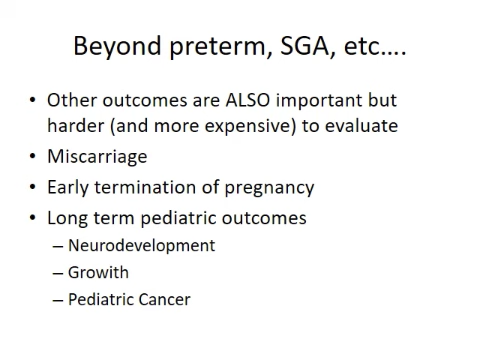 Beyond preterm, SGA, etc….
• Other outcomes are ALSO important but
harder (and more expensive) to evaluate
• Miscarriage
• Early termination of pregnancy
• Long term pediatric outcomes
– Neurodevelopment
– Growth
– Pediatric Cancer